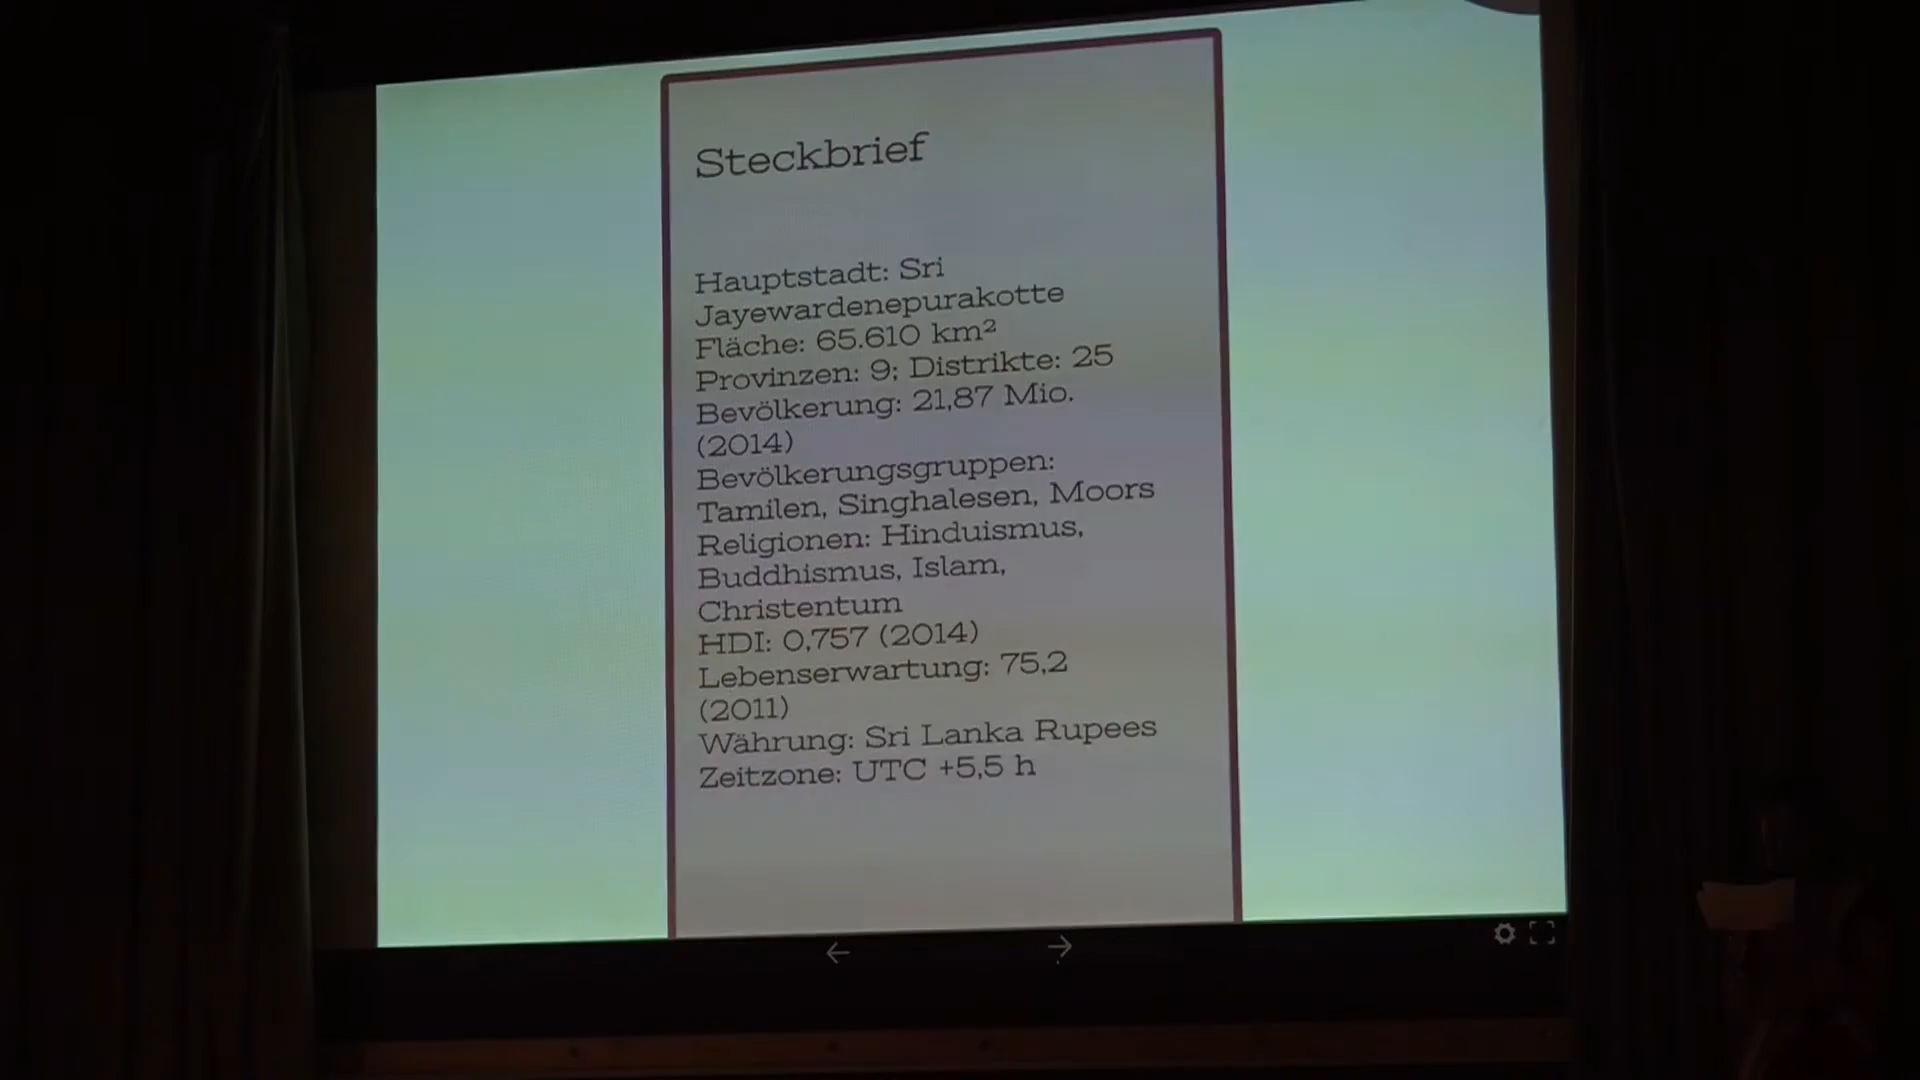 Steckbrief
Hauptstadt: Sri
Jayewardenepurakotte
Fläche: 65.610 km²
Provinzen: 9; Distrikte: 25
Bevölkerung: 21,87 Mio.
(2014)
Bevölkerungsgruppen:
Tamilen, Singhalesen, Moors
Religionen: Hinduismus,
Buddhismus, Islam,
Christentum
HDI: 0,757 (2014)
Lebenserwartung: 75,2
(2011)
Währung: Sri Lanka Rupees
Zeitzone: UTC +5,5 h